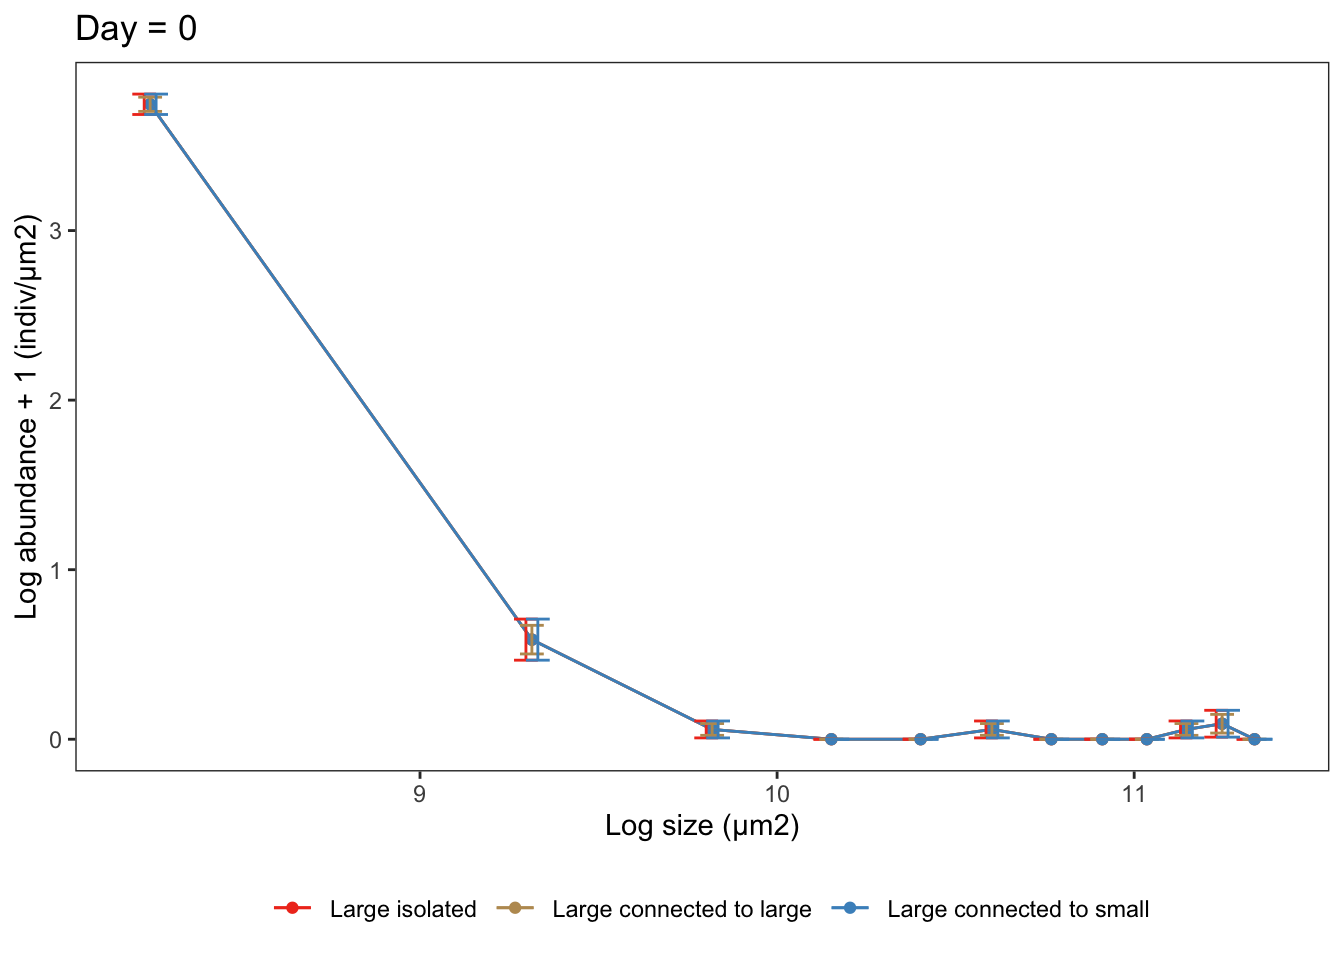 Day = 0
Log abundance + 1 (indiv/μm2)
3
2
1
0
9
10
11
Log size (μm2)
Large isolated
Large connected to large
Large connected to small